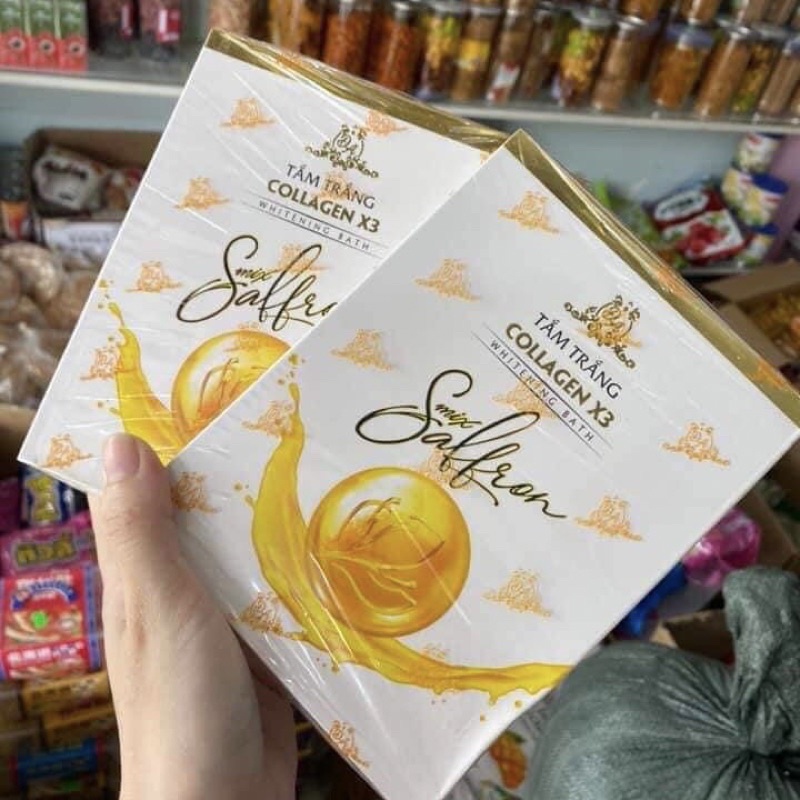 TẮM TRẮNG
COLLAGEN X3
WHITENING BATH
mix
Saffron
TẮM TRẮNG
COLLAGEN X3
WHITENING BATH
mix
Saffron